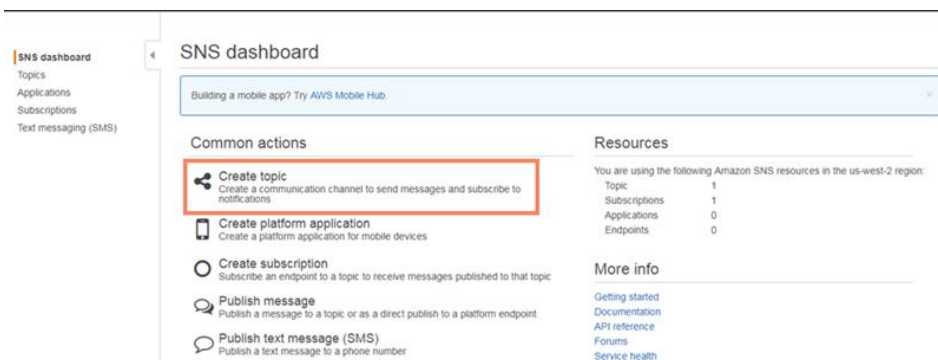 SNS dashboard
Topics
Applications
Subscriptions
Text messaging (SMS)
SNS dashboard
Building a mobile app? Try AWS Mobile Hub.
Common actions
Create topic
Create a communication channel to send messages and subscribe to
notifications
Create platform application
Create a platform application for mobile devices
Create subscription
Subscribe an endpoint to a topic to receive messages published to that topic
Publish message
Publish a message to a topic or as a direct publish to a platform endpoint
Publish text message (SMS)
Publish a text message to a phone number
Resources
You are using the following Amazon SNS resources in the us-west-2 region:
Topic 1
Subscriptions 1
Applications 0
Endpoints 0
More info
Getting started
Documentation
API reference
Forums
Service health